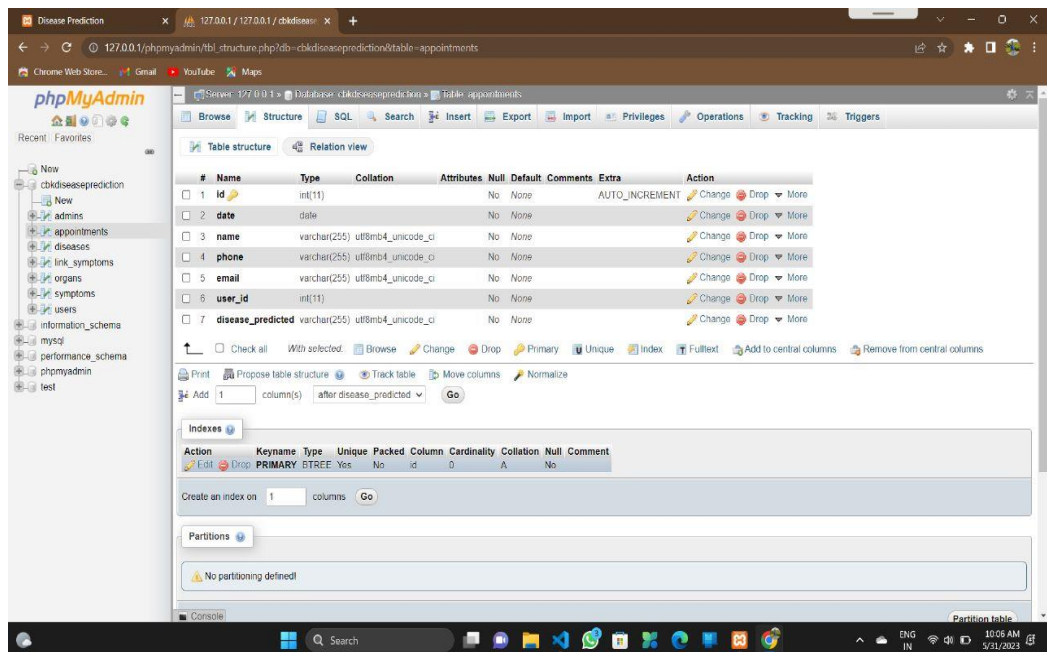 Disease Prediction
127.0.0.1 / 127.0.0.1 / cbkdiseasep
127.0.0.1/phpmyadmin/tbl_structure.php?db=cbkdiseaseprediction&table=appointments
Chrome Web Store... Gmail YouTube Maps
phpMyAdmin
Recent Favorites
New
cbkdiseaseprediction
New
admins
appointments
diseases
link_symptoms
organs
symptoms
users
information_schema
mysql
performance_schema
phpmyadmin
test
Server: 127.0.0.1 » Database: cbkdiseaseprediction » Table: appointments
Browse Structure SQL Search Insert Export Import Privileges Operations Tracking Triggers
Table structure Relation view
# Name Type Collation Attributes Null Default Comments Extra Action
1 id int(11) No None AUTO_INCREMENT Change Drop More
2 date date No None Change Drop More
3 name varchar(255) utf8mb4_unicode_ci No None Change Drop More
4 phone varchar(255) utf8mb4_unicode_ci No None Change Drop More
5 email varchar(255) utf8mb4_unicode_ci No None Change Drop More
6 user_id int(11) No None Change Drop More
7 disease_predicted varchar(255) utf8mb4_unicode_ci No None Change Drop More
Check all With selected: Browse Change Drop Primary Unique Index Fulltext Add to central columns Remove from central columns
Print Propose table structure Track table Move columns Normalize
Add 1 column(s) after disease_predicted Go
Indexes
Action Keyname Type Unique Packed Column Cardinality Collation Null Comment
Edit Drop PRIMARY BTREE Yes No id 0 A No
Create an index on 1 columns Go
Partitions
No partitioning defined!
Console
Partition table
Search
ENG
IN
10:06 AM
5/31/2023